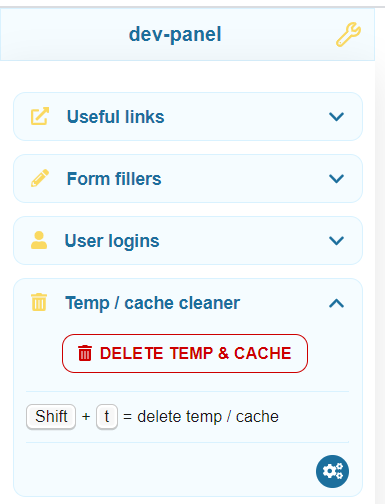 dev-panel
Useful links
Form fillers
User logins
Temp / cache cleaner
DELETE TEMP & CACHE
Shift + t = delete temp / cache